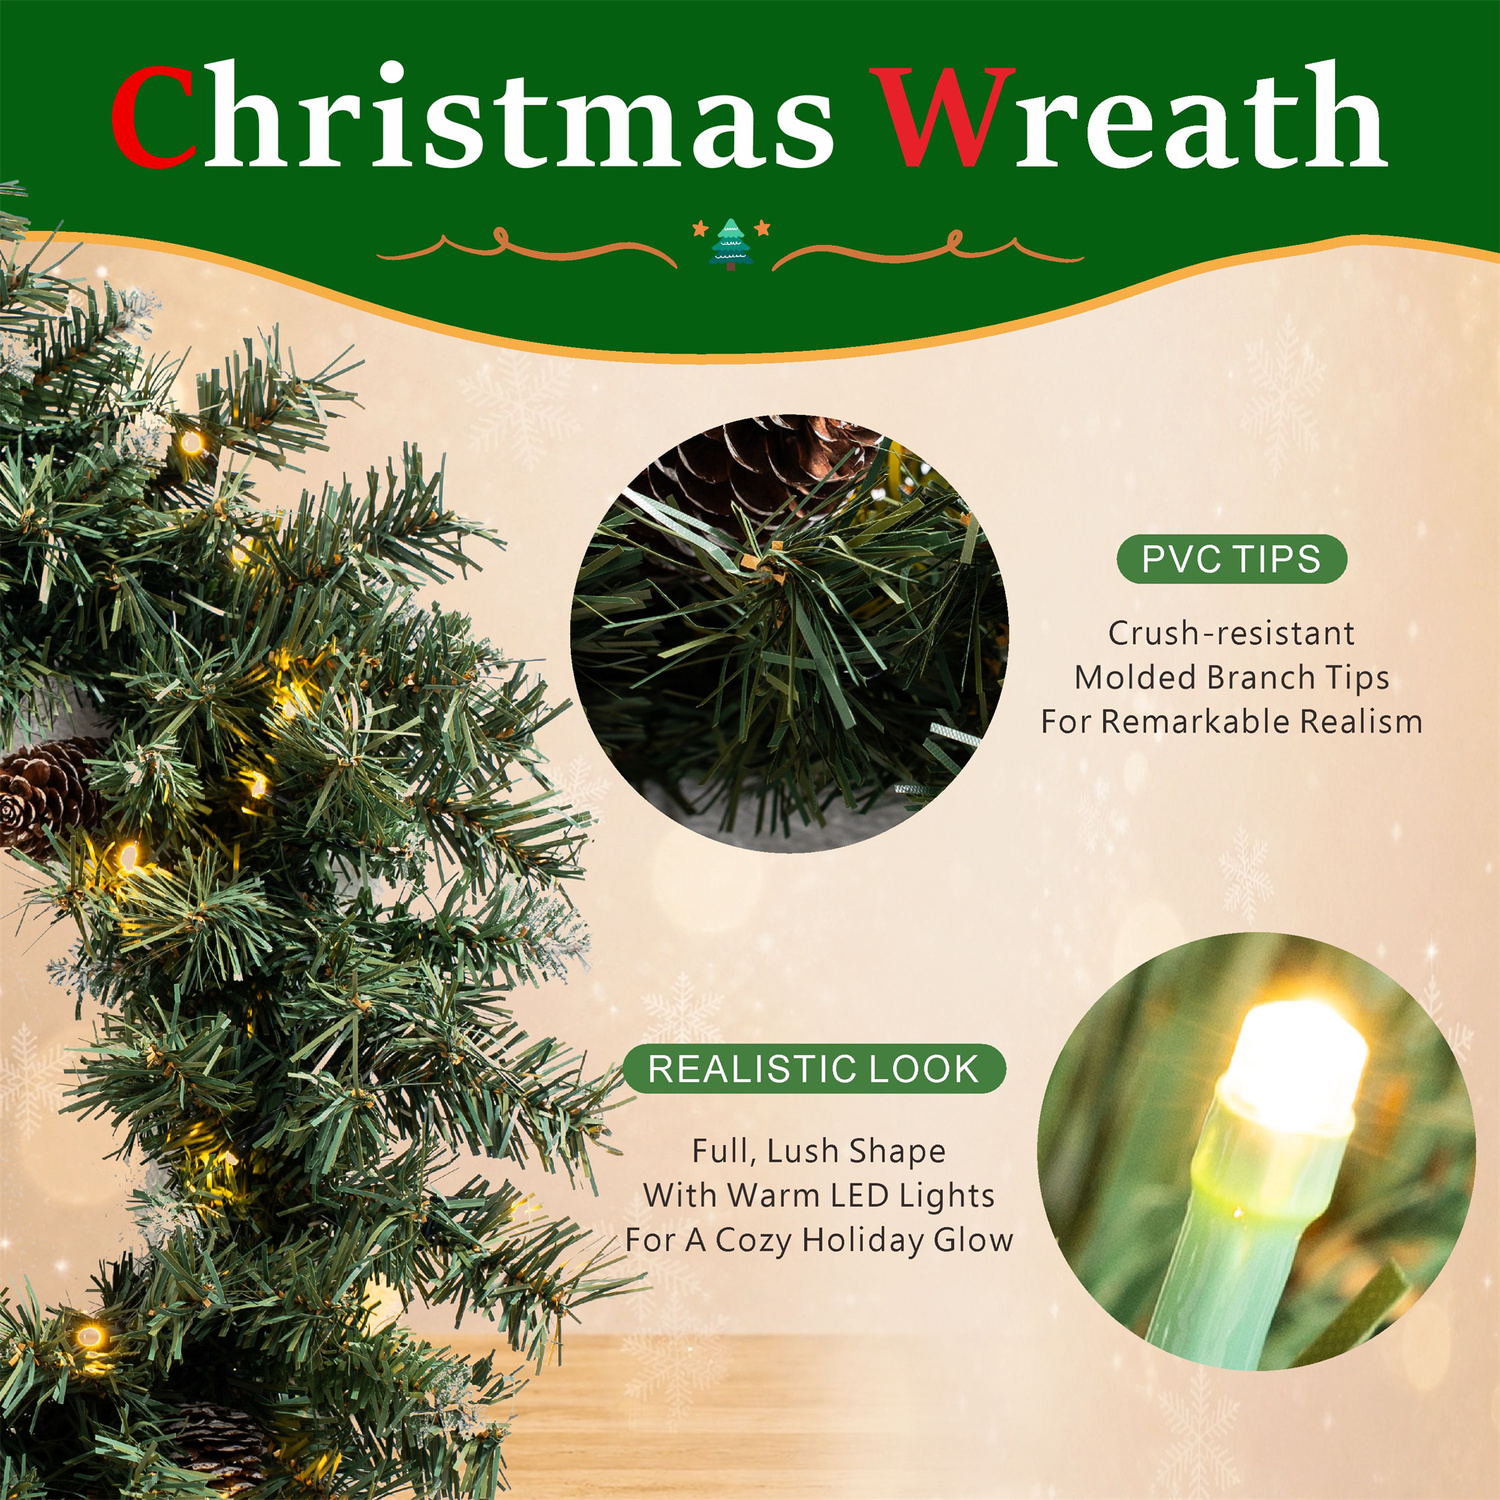 Christmas Wreath
PVC TIPS
Crush-resistant
Molded Branch Tips
For Remarkable Realism
REALISTIC LOOK
Full, Lush Shape
With Warm LED Lights
For A Cozy Holiday Glow